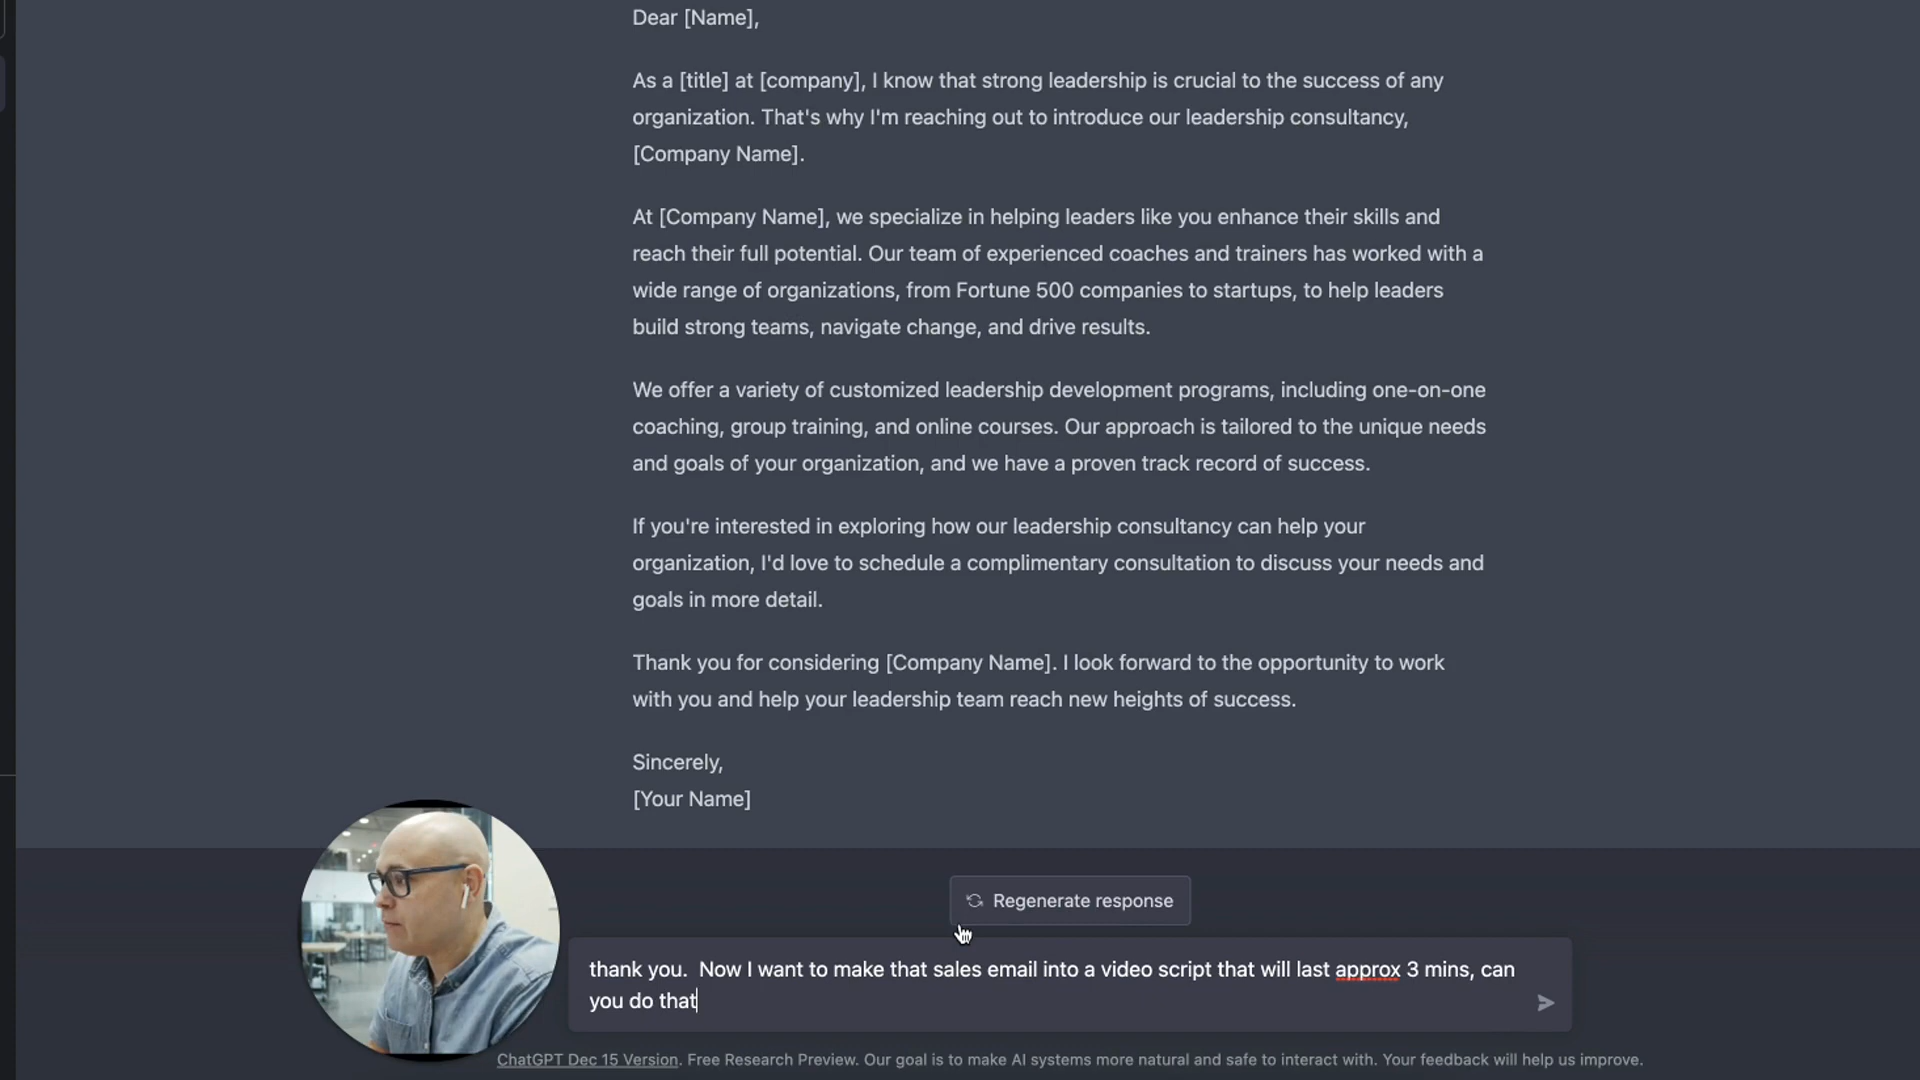 Dear [Name],
As a [title] at [company], I know that strong leadership is crucial to the success of any
organization. That's why I'm reaching out to introduce our leadership consultancy,
[Company Name].
At [Company Name], we specialize in helping leaders like you enhance their skills and
reach their full potential. Our team of experienced coaches and trainers has worked with a
wide range of organizations, from Fortune 500 companies to startups, to help leaders
build strong teams, navigate change, and drive results.
We offer a variety of customized leadership development programs, including one-on-one
coaching, group training, and online courses. Our approach is tailored to the unique needs
and goals of your organization, and we have a proven track record of success.
If you're interested in exploring how our leadership consultancy can help your
organization, I'd love to schedule a complimentary consultation to discuss your needs and
goals in more detail.
Thank you for considering [Company Name]. I look forward to the opportunity to work
with you and help your leadership team reach new heights of success.
Sincerely,
[Your Name]
Regenerate response
thank you.  Now I want to make that sales email into a video script that will last approx 3 mins, can
you do that
ChatGPT Dec 15 Version. Free Research Preview. Our goal is to make AI systems more natural and safe to interact with. Your feedback will help us improve.